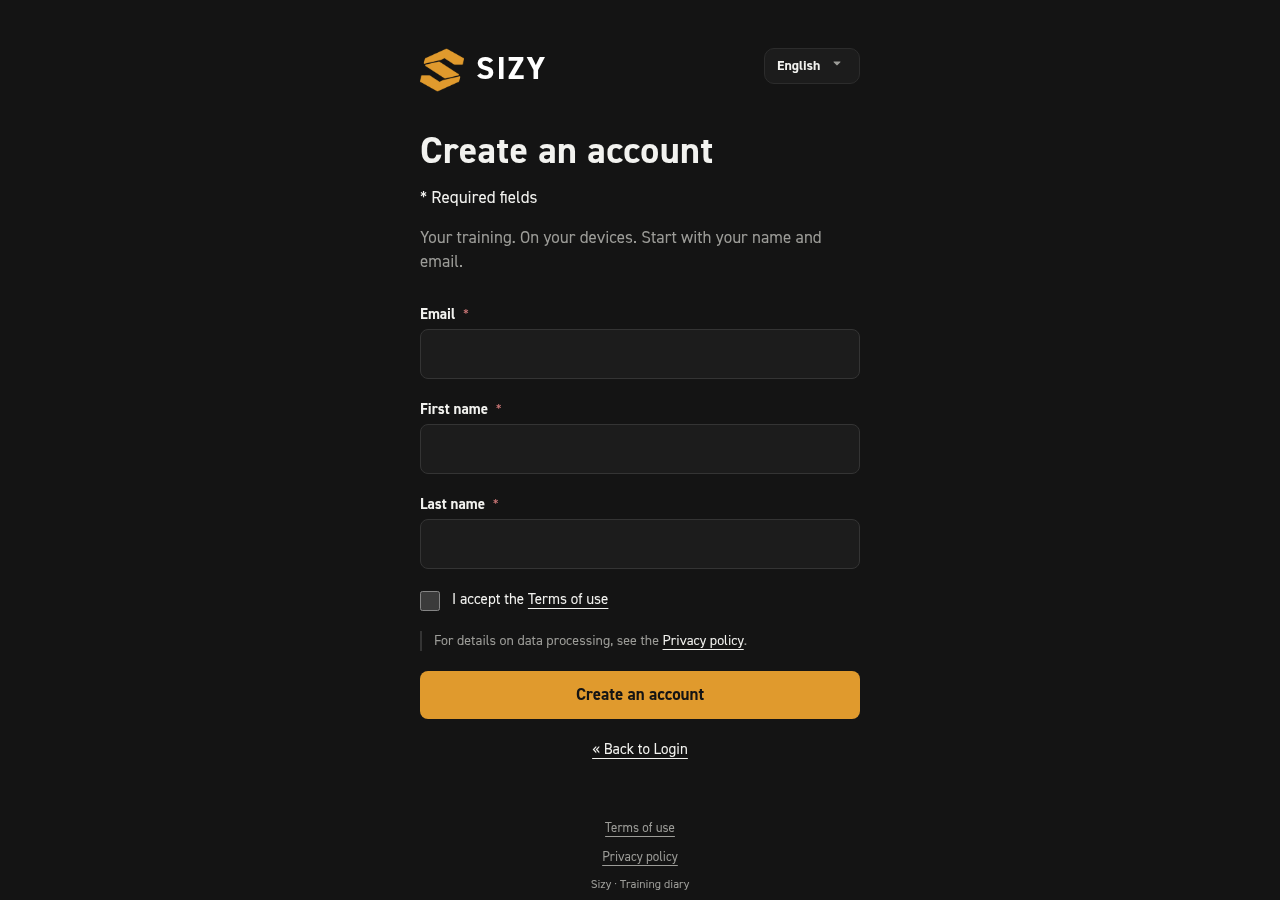 SIZY
English
Create an account
* Required fields
Your training. On your devices. Start with your name and
email.
Email *
First name *
Last name *
I accept the Terms of use
For details on data processing, see the Privacy policy.
Create an account
« Back to Login
Terms of use
Privacy policy
Sizy · Training diary